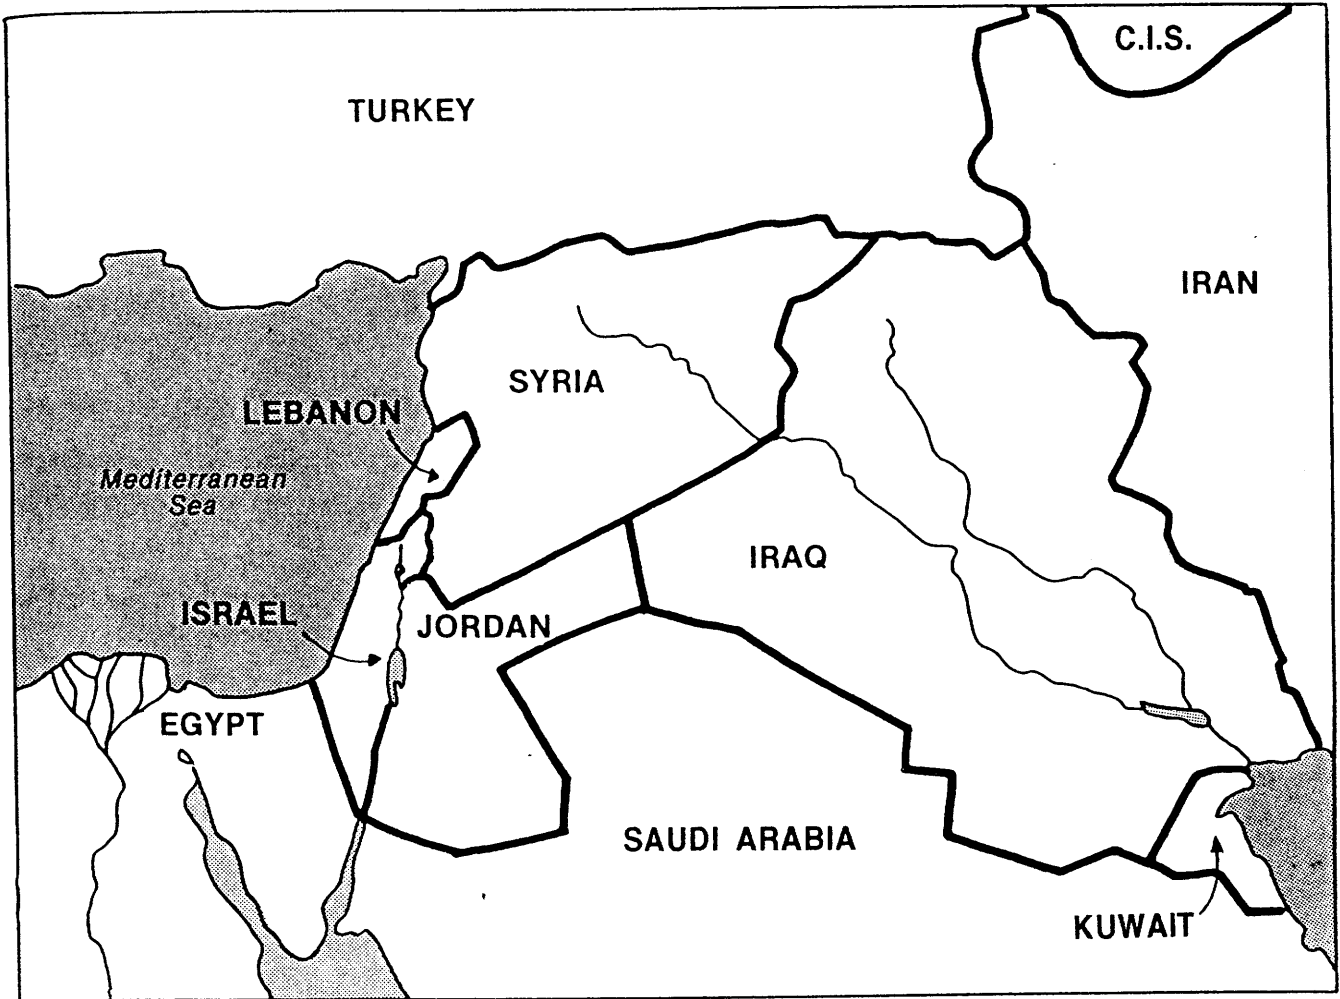 C.I.S.
TURKEY
IRAN
SYRIA
LEBANON
Mediterranean
Sea
IRAQ
ISRAEL
JORDAN
EGYPT
SAUDI ARABIA
KUWAIT